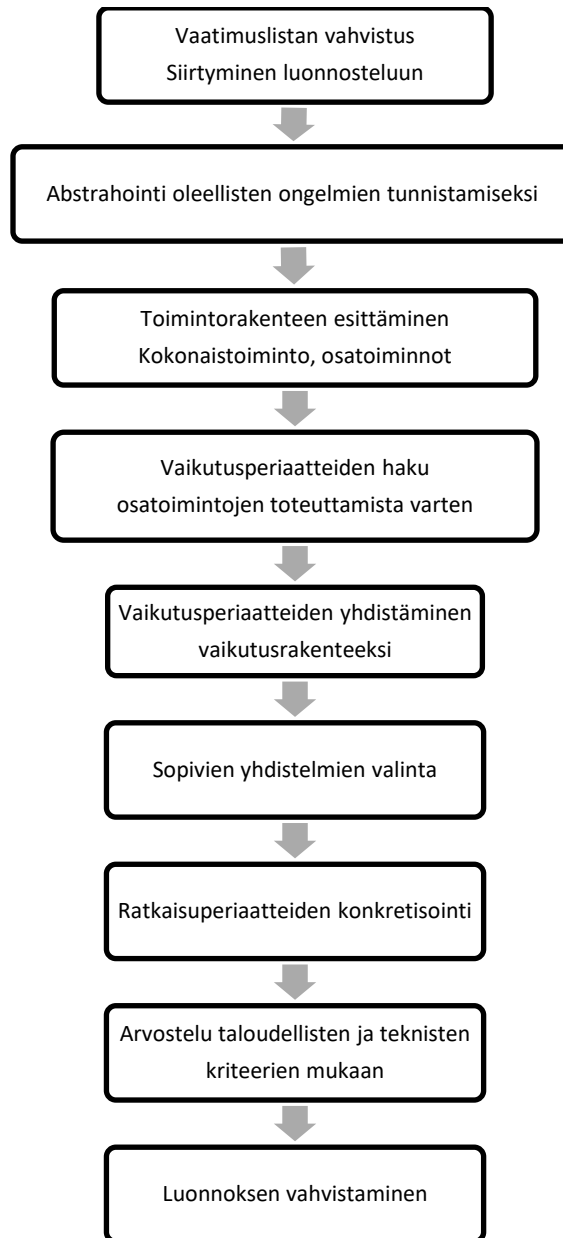 Vaatimuslistan vahvistus
Siirtyminen luonnosteluun
Abstrahointi oleellisten ongelmien tunnistamiseksi
Toimintorakenteen esittäminen
Kokonaistoiminto, osatoiminnot
Vaikutusperiaatteiden haku
osatoimintojen toteuttamista varten
Vaikutusperiaatteiden yhdistäminen
vaikutusrakenteeksi
Sopivien yhdistelmien valinta
Ratkaisuperiaatteiden konkretisointi
Arvostelu taloudellisten ja teknisten
kriteerien mukaan
Luonnoksen vahvistaminen